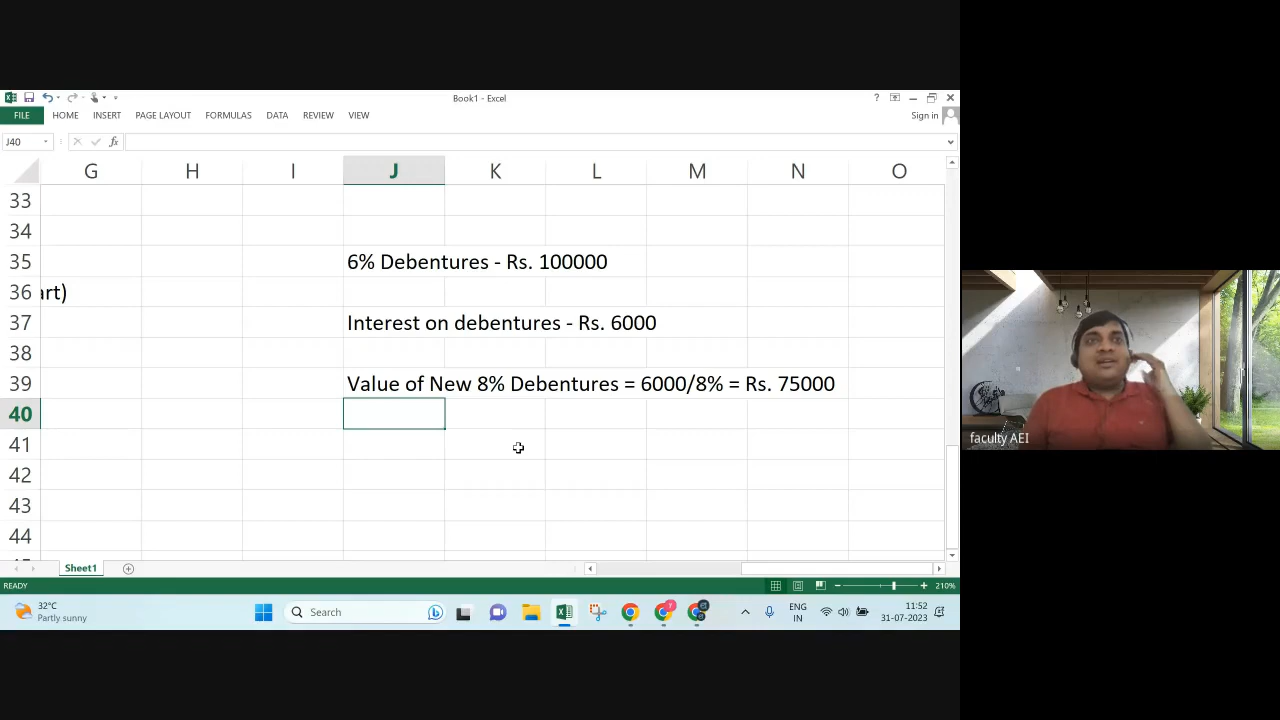 Book1 - Excel
?
FILE
HOME
INSERT
PAGE LAYOUT
FORMULAS
DATA
REVIEW
VIEW
Sign in
J40
fx
G H I J K L M N O
33
34
35 6% Debentures - Rs. 100000
36 art)
37 Interest on debentures - Rs. 6000
38
39 Value of New 8% Debentures = 6000/8% = Rs. 75000
40
41
42
43
44
faculty AEI
Sheet1
READY
210%
32°C
Partly sunny
Search
7
ENG
IN
11:52
31-07-2023